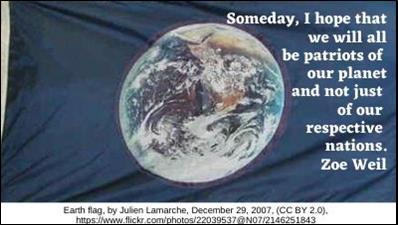 Someday, I hope that
we will all
be patriots of
our planet
and not just
of our
respective
nations.
Zoe Weil
Earth flag, by Julien Lamarche, December 29, 2007, (CC BY 2.0),
https://www.flickr.com/photos/22039537@N07/2146251843